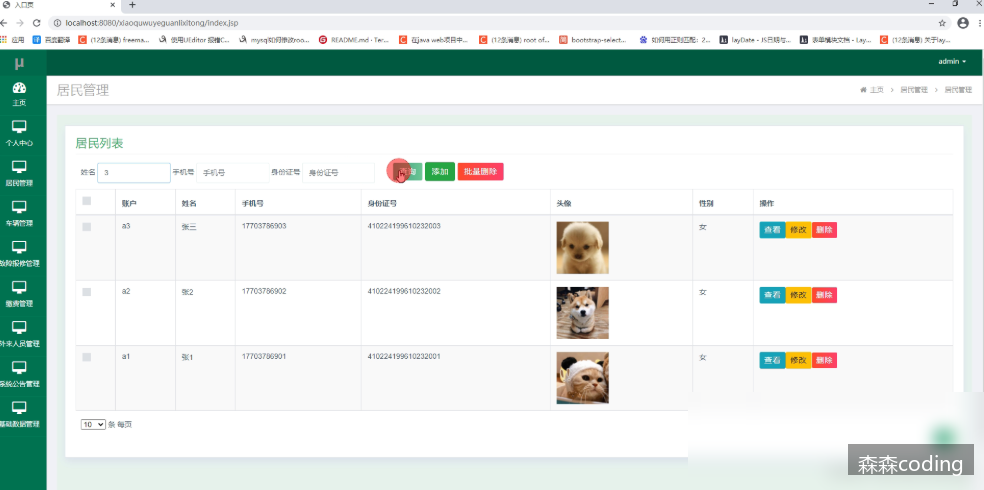 入口页
localhost:8080/xiaoquwuyeguanlixitong/index.jsp
应用 百度翻译 (12条消息) freema... 使用UEditor 报错C... mysql如何修改roo... README.md · Ter... 在java web项目中... (12条消息) root of... bootstrap-select... 如何用正则匹配：2... layDate - JS日期与... 表单模块文档 - Lay... (12条消息) 关于lay...
μ
admin
居民管理
主页 > 居民管理 > 居民管理
主页
个人中心
居民管理
车辆管理
故障报修管理
缴费管理
外来人员管理
系统公告管理
基础数据管理
居民列表
姓名 3 手机号 手机号 身份证号 身份证号 添加 批量删除
账户 姓名 手机号 身份证号 头像 性别 操作
a3 张三 17703786903 410224199610232003 女 查看 修改 删除
a2 张2 17703786902 410224199610232002 女 查看 修改 删除
a1 张1 17703786901 410224199610232001 女 查看 修改 删除
10 条 每页
森森coding